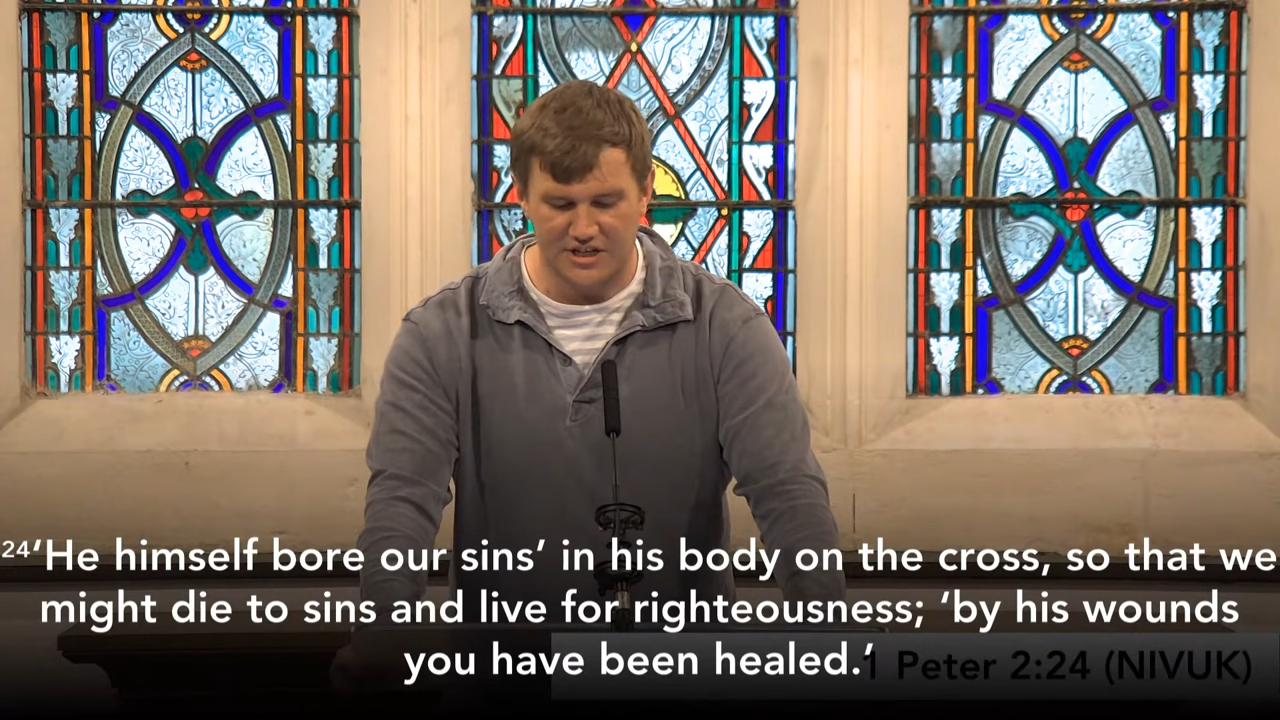 24‘He himself bore our sins’ in his body on the cross, so that we
might die to sins and live for righteousness; ‘by his wounds
you have been healed.’
1 Peter 2:24 (NIVUK)